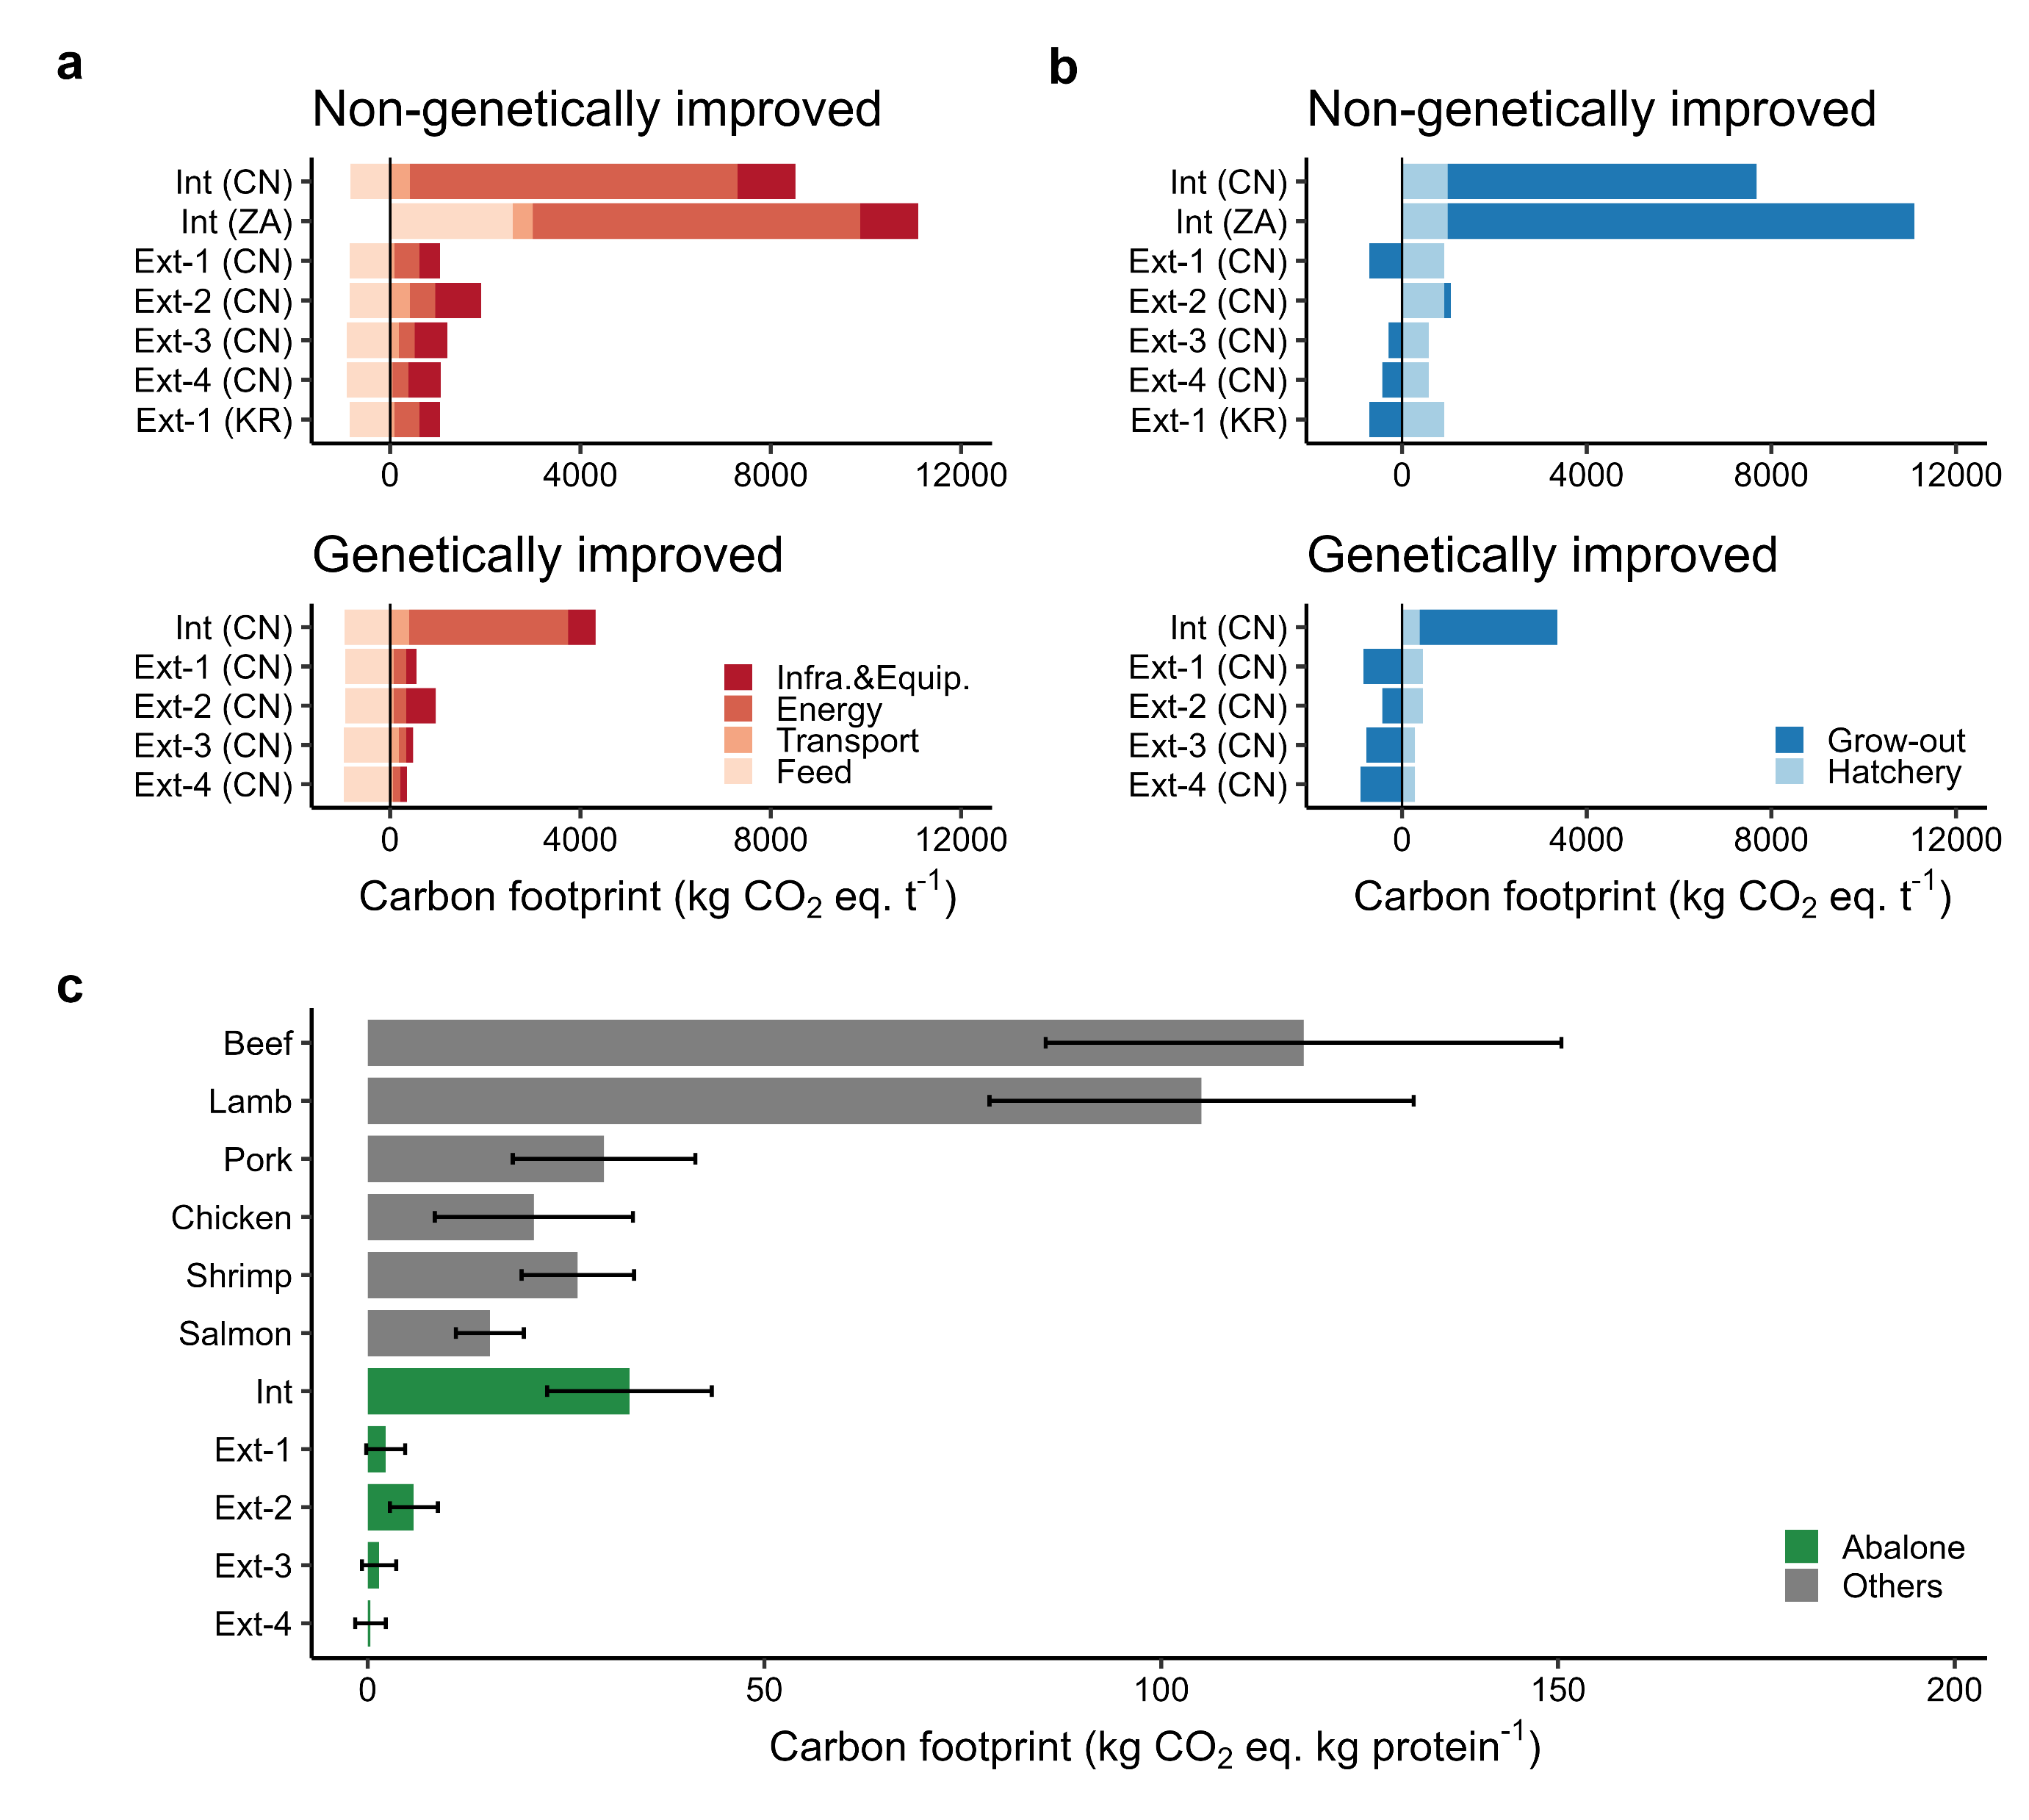 a
Non-genetically improved
Int (CN)
Int (ZA)
Ext-1 (CN)
Ext-2 (CN)
Ext-3 (CN)
Ext-4 (CN)
Ext-1 (KR)
0 4000 8000 12000
Genetically improved
Int (CN)
Ext-1 (CN)
Ext-2 (CN)
Ext-3 (CN)
Ext-4 (CN)
Infra.&Equip.
Energy
Transport
Feed
0 4000 8000 12000
Carbon footprint (kg CO₂ eq. t⁻¹)
b
Non-genetically improved
Int (CN)
Int (ZA)
Ext-1 (CN)
Ext-2 (CN)
Ext-3 (CN)
Ext-4 (CN)
Ext-1 (KR)
0 4000 8000 12000
Genetically improved
Int (CN)
Ext-1 (CN)
Ext-2 (CN)
Ext-3 (CN)
Ext-4 (CN)
Grow-out
Hatchery
0 4000 8000 12000
Carbon footprint (kg CO₂ eq. t⁻¹)
c
Beef
Lamb
Pork
Chicken
Shrimp
Salmon
Int
Ext-1
Ext-2
Ext-3
Ext-4
Abalone
Others
0 50 100 150 200
Carbon footprint (kg CO₂ eq. kg protein⁻¹)